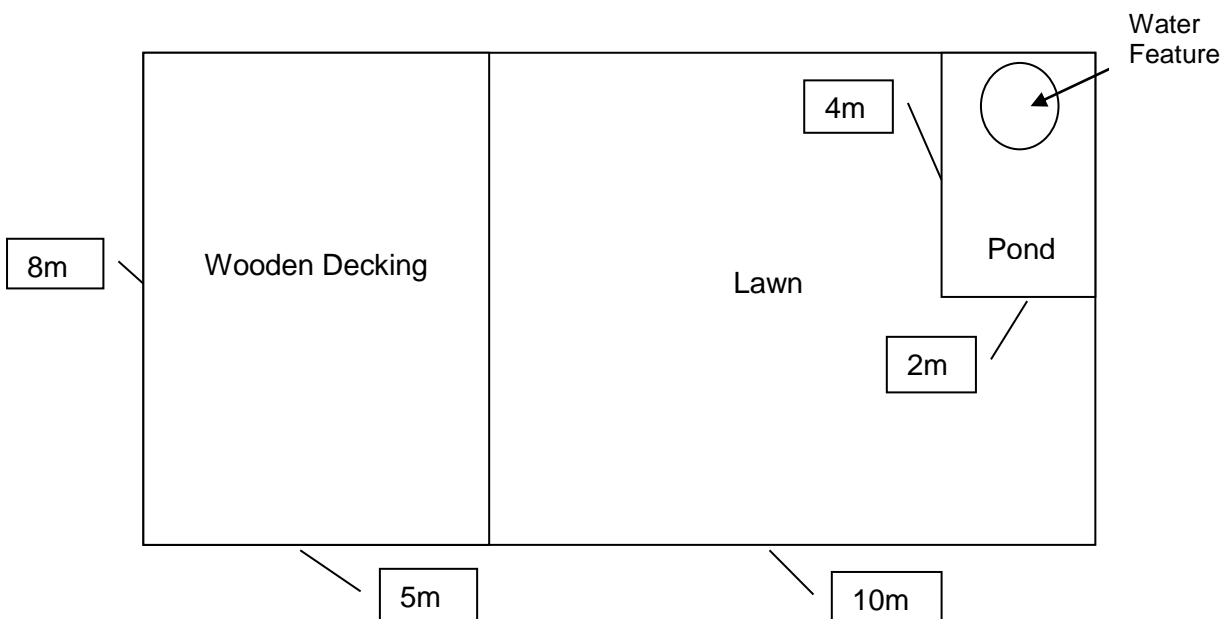 Water
Feature
4m
Pond
8m
Wooden Decking
Lawn
2m
5m
10m